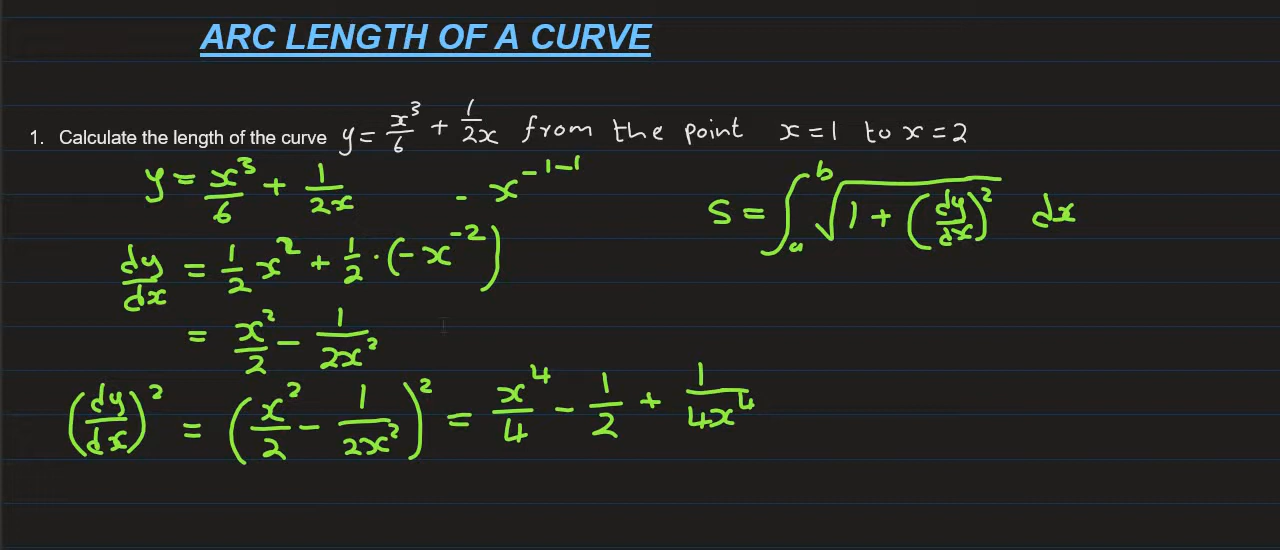 ARC LENGTH OF A CURVE
1. Calculate the length of the curve y = x³/6 + 1/2x from the point x = 1 to x = 2
y = x³/6 + 1/2x - x⁻¹⁻¹
S = ∫ₐᵇ √(1 + (dy/dx)²) dx
dy/dx = 1/2 x² + 1/2 · (-x⁻²)
= x²/2 - 1/2x²
(dy/dx)² = (x²/2 - 1/2x²)² = x⁴/4 - 1/2 + 1/4x⁴